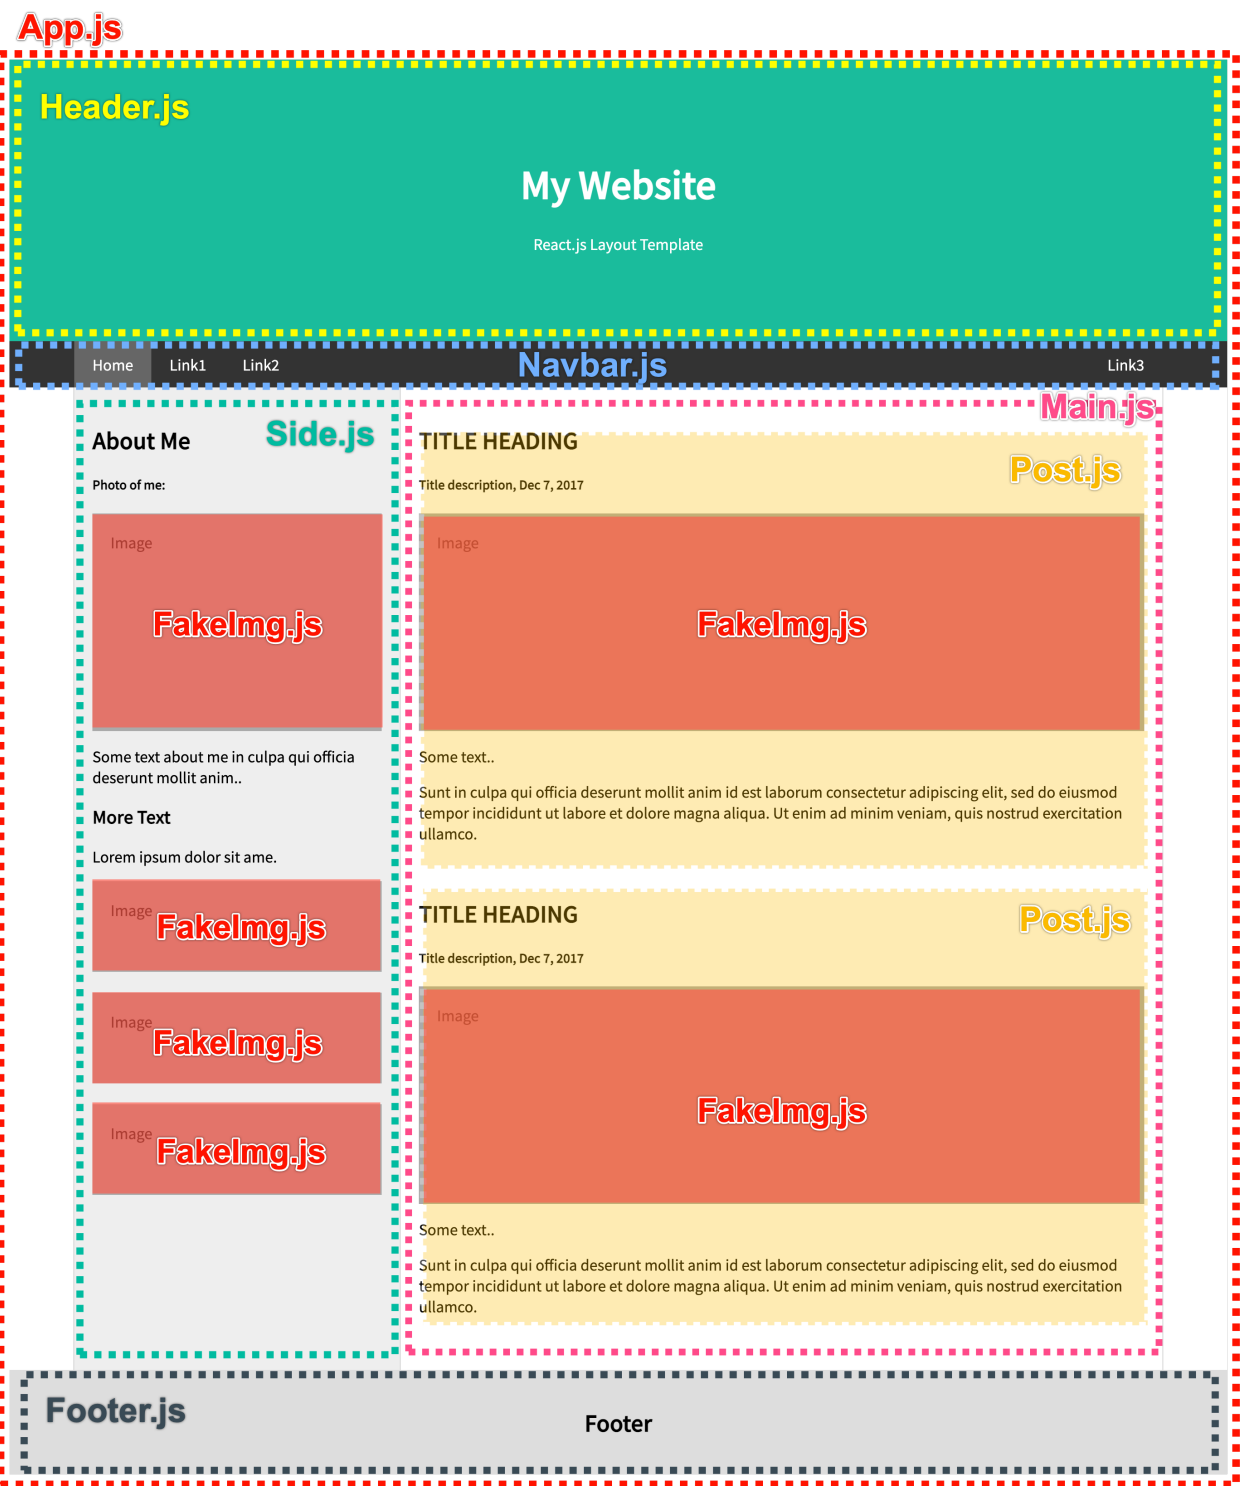 App.js
Header.js
My Website
React.js Layout Template
Home Link1 Link2 Navbar.js Link3
Side.js
About Me
Photo of me:
Image
FakeImg.js
Some text about me in culpa qui officia
deserunt mollit anim..
More Text
Lorem ipsum dolor sit ame.
Image
FakeImg.js
Image
FakeImg.js
Image
FakeImg.js
Main.js
TITLE HEADING
Post.js
Title description, Dec 7, 2017
Image
FakeImg.js
Some text..
Sunt in culpa qui officia deserunt mollit anim id est laborum consectetur adipiscing elit, sed do eiusmod
tempor incididunt ut labore et dolore magna aliqua. Ut enim ad minim veniam, quis nostrud exercitation
ullamco.
TITLE HEADING
Post.js
Title description, Dec 7, 2017
Image
FakeImg.js
Some text..
Sunt in culpa qui officia deserunt mollit anim id est laborum consectetur adipiscing elit, sed do eiusmod
tempor incididunt ut labore et dolore magna aliqua. Ut enim ad minim veniam, quis nostrud exercitation
ullamco.
Footer.js
Footer